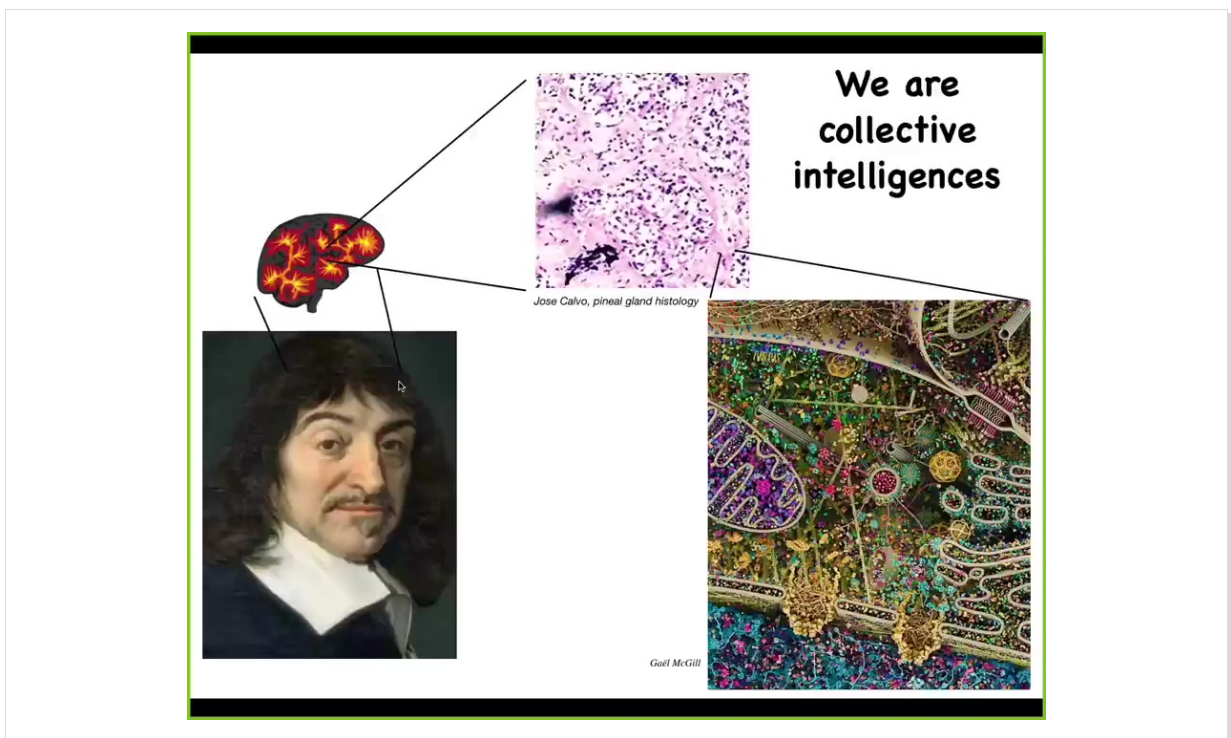 We are
collective
intelligences
Jose Calvo, pineal gland histology
Gaël McGill